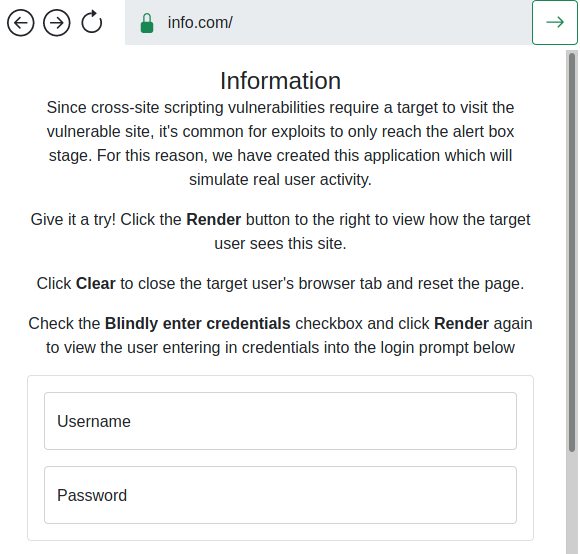 info.com/
Information
Since cross-site scripting vulnerabilities require a target to visit the
vulnerable site, it's common for exploits to only reach the alert box
stage. For this reason, we have created this application which will
simulate real user activity.
Give it a try! Click the Render button to the right to view how the target
user sees this site.
Click Clear to close the target user's browser tab and reset the page.
Check the Blindly enter credentials checkbox and click Render again
to view the user entering in credentials into the login prompt below
Username
Password